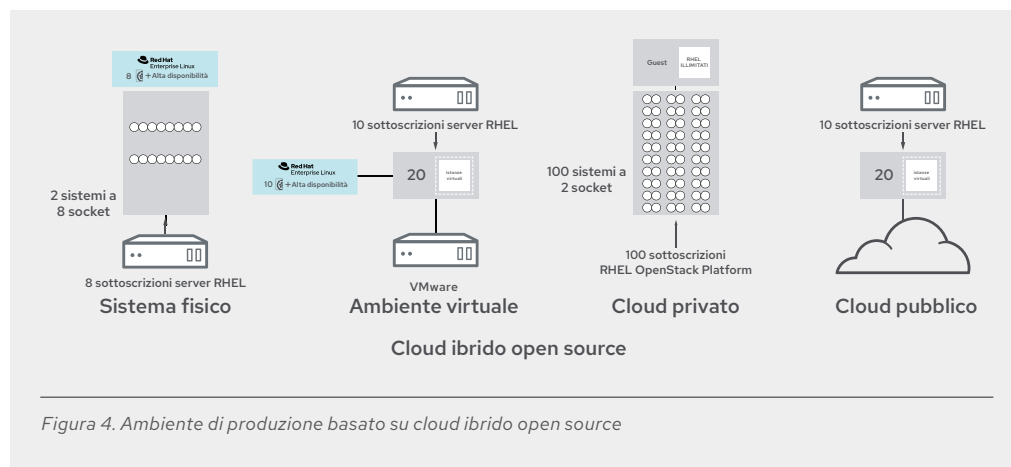 Red Hat
Enterprise Linux
8 +Alta disponibilità
2 sistemi a
8 socket
8 sottoscrizioni server RHEL
Sistema fisico
10 sottoscrizioni server RHEL
Red Hat
Enterprise Linux
10 +Alta disponibilità
20
istanze
virtuali
VMware
Ambiente virtuale
Guest
RHEL
ILLIMITATI
100 sistemi a
2 socket
100 sottoscrizioni
RHEL OpenStack Platform
Cloud privato
10 sottoscrizioni server RHEL
20
istanze
virtuali
Cloud pubblico
Cloud ibrido open source
Figura 4. Ambiente di produzione basato su cloud ibrido open source